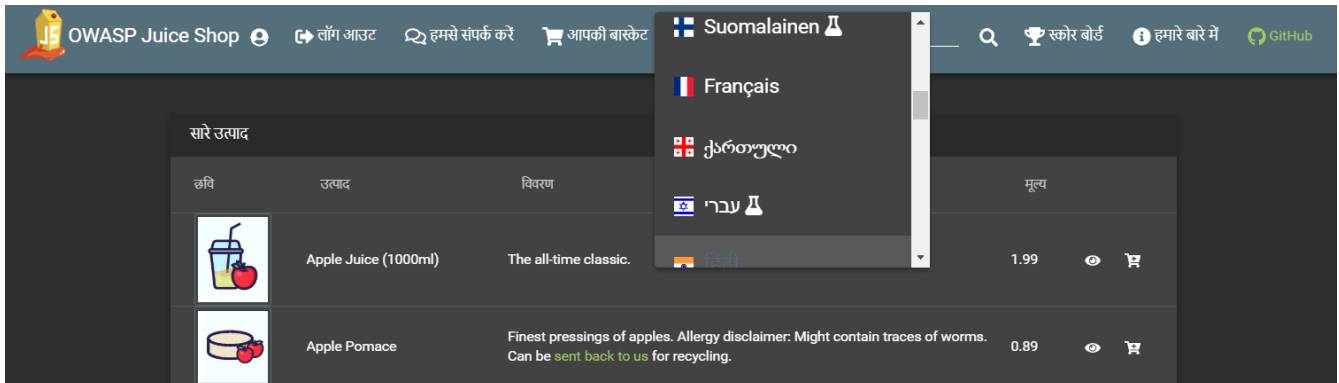 OWASP Juice Shop लॉग आउट हमसे संपर्क करें आपकी बास्केट स्कोर बोर्ड हमारे बारे में GitHub
Suomalainen
Français
ქართული
עברי
हिंदी
सारे उत्पाद
छवि उत्पाद विवरण मूल्य
Apple Juice (1000ml) The all-time classic. 1.99
Apple Pomace Finest pressings of apples. Allergy disclaimer: Might contain traces of worms.
Can be sent back to us for recycling. 0.89